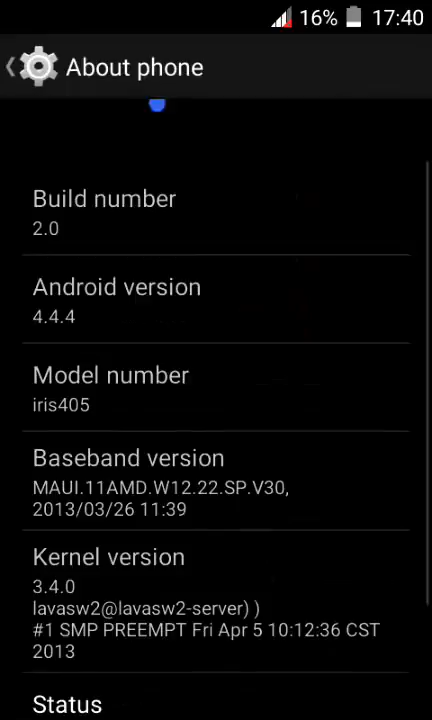 16% 17:40
About phone
Build number
2.0
Android version
4.4.4
Model number
iris405
Baseband version
MAUI.11AMD.W12.22.SP.V30,
2013/03/26 11:39
Kernel version
3.4.0
lavasw2@lavasw2-server) )
#1 SMP PREEMPT Fri Apr 5 10:12:36 CST
2013
Status